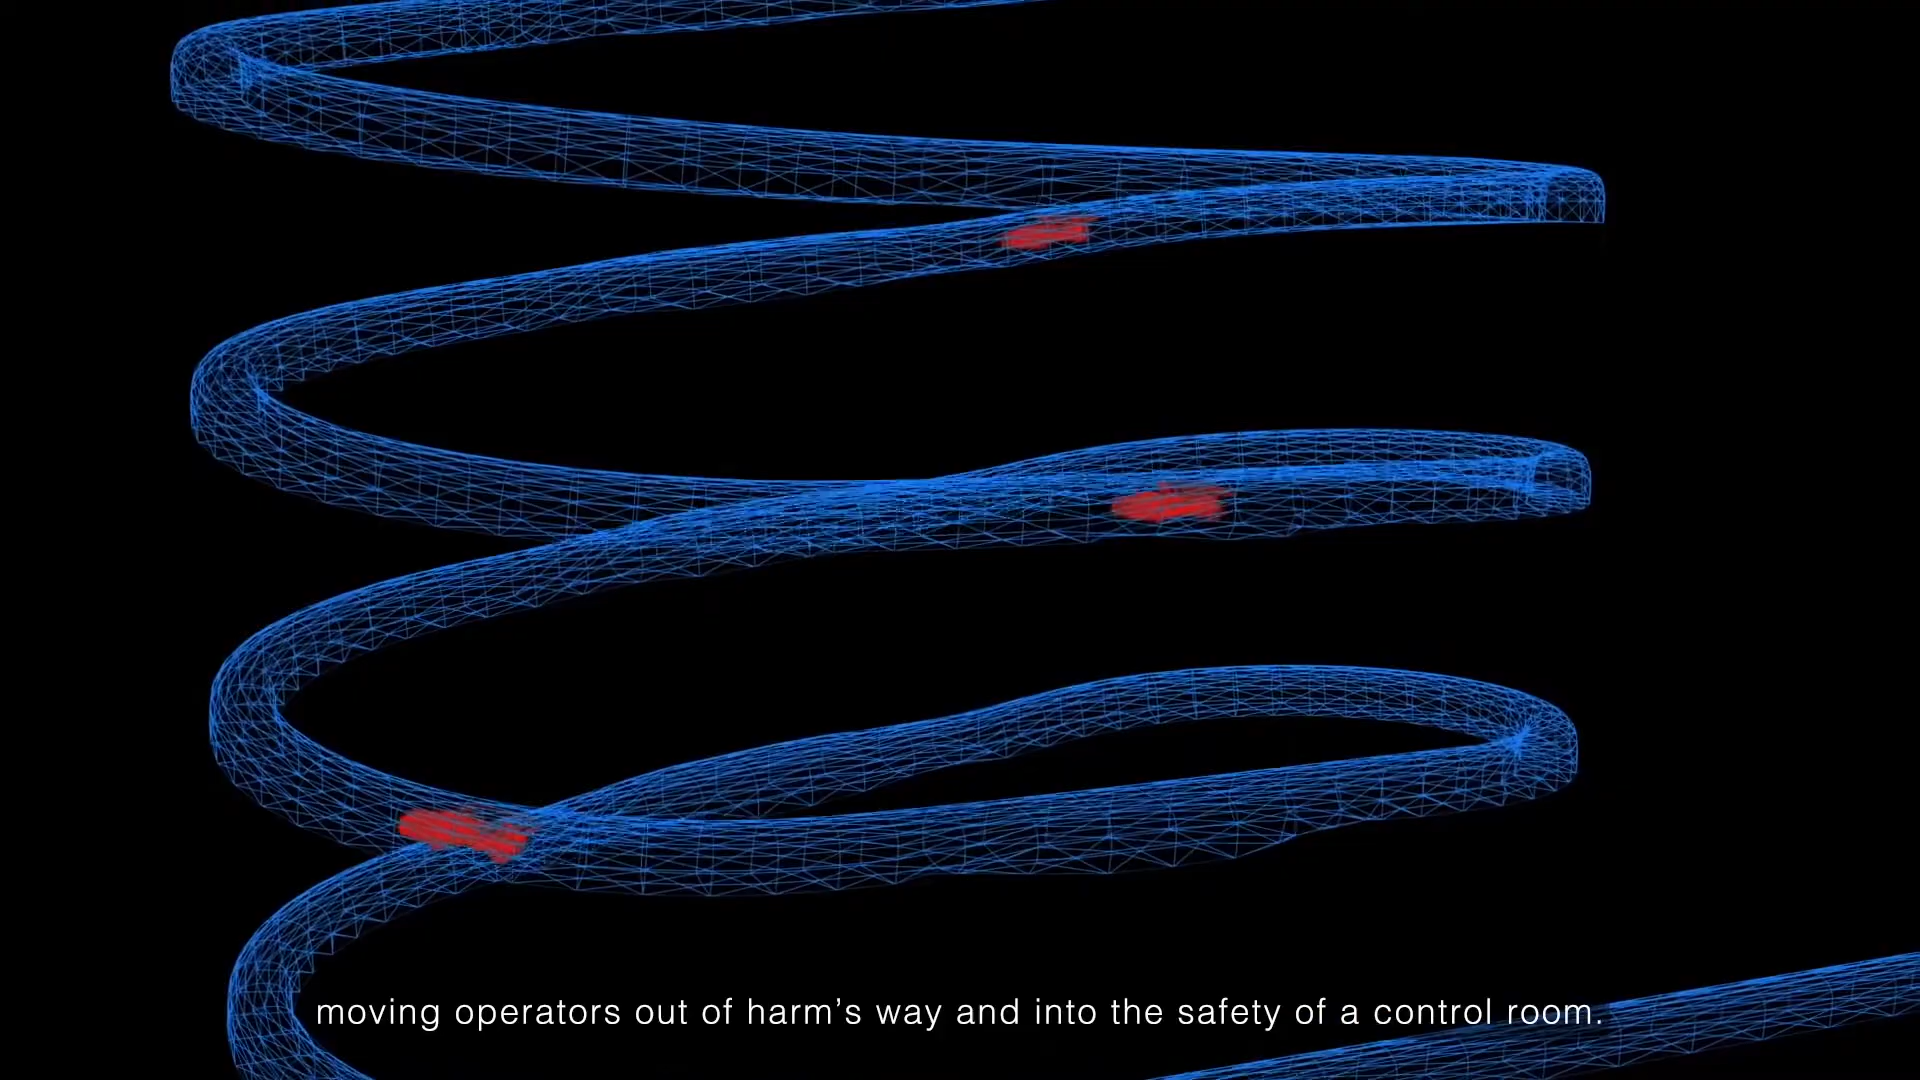 moving operators out of harm’s way and into the safety of a control room.